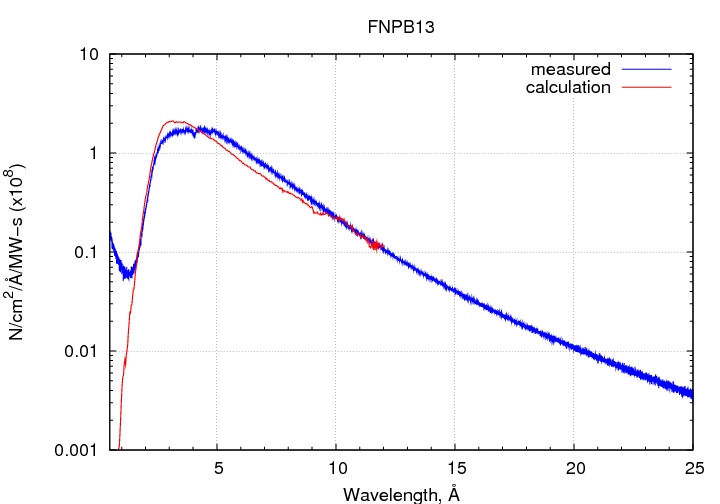 FNPB13
10
measured
calculation
1
0.1
0.01
0.001
N/cm²/Å/MW−s (x10⁸)
5
10
15
20
25
Wavelength, Å